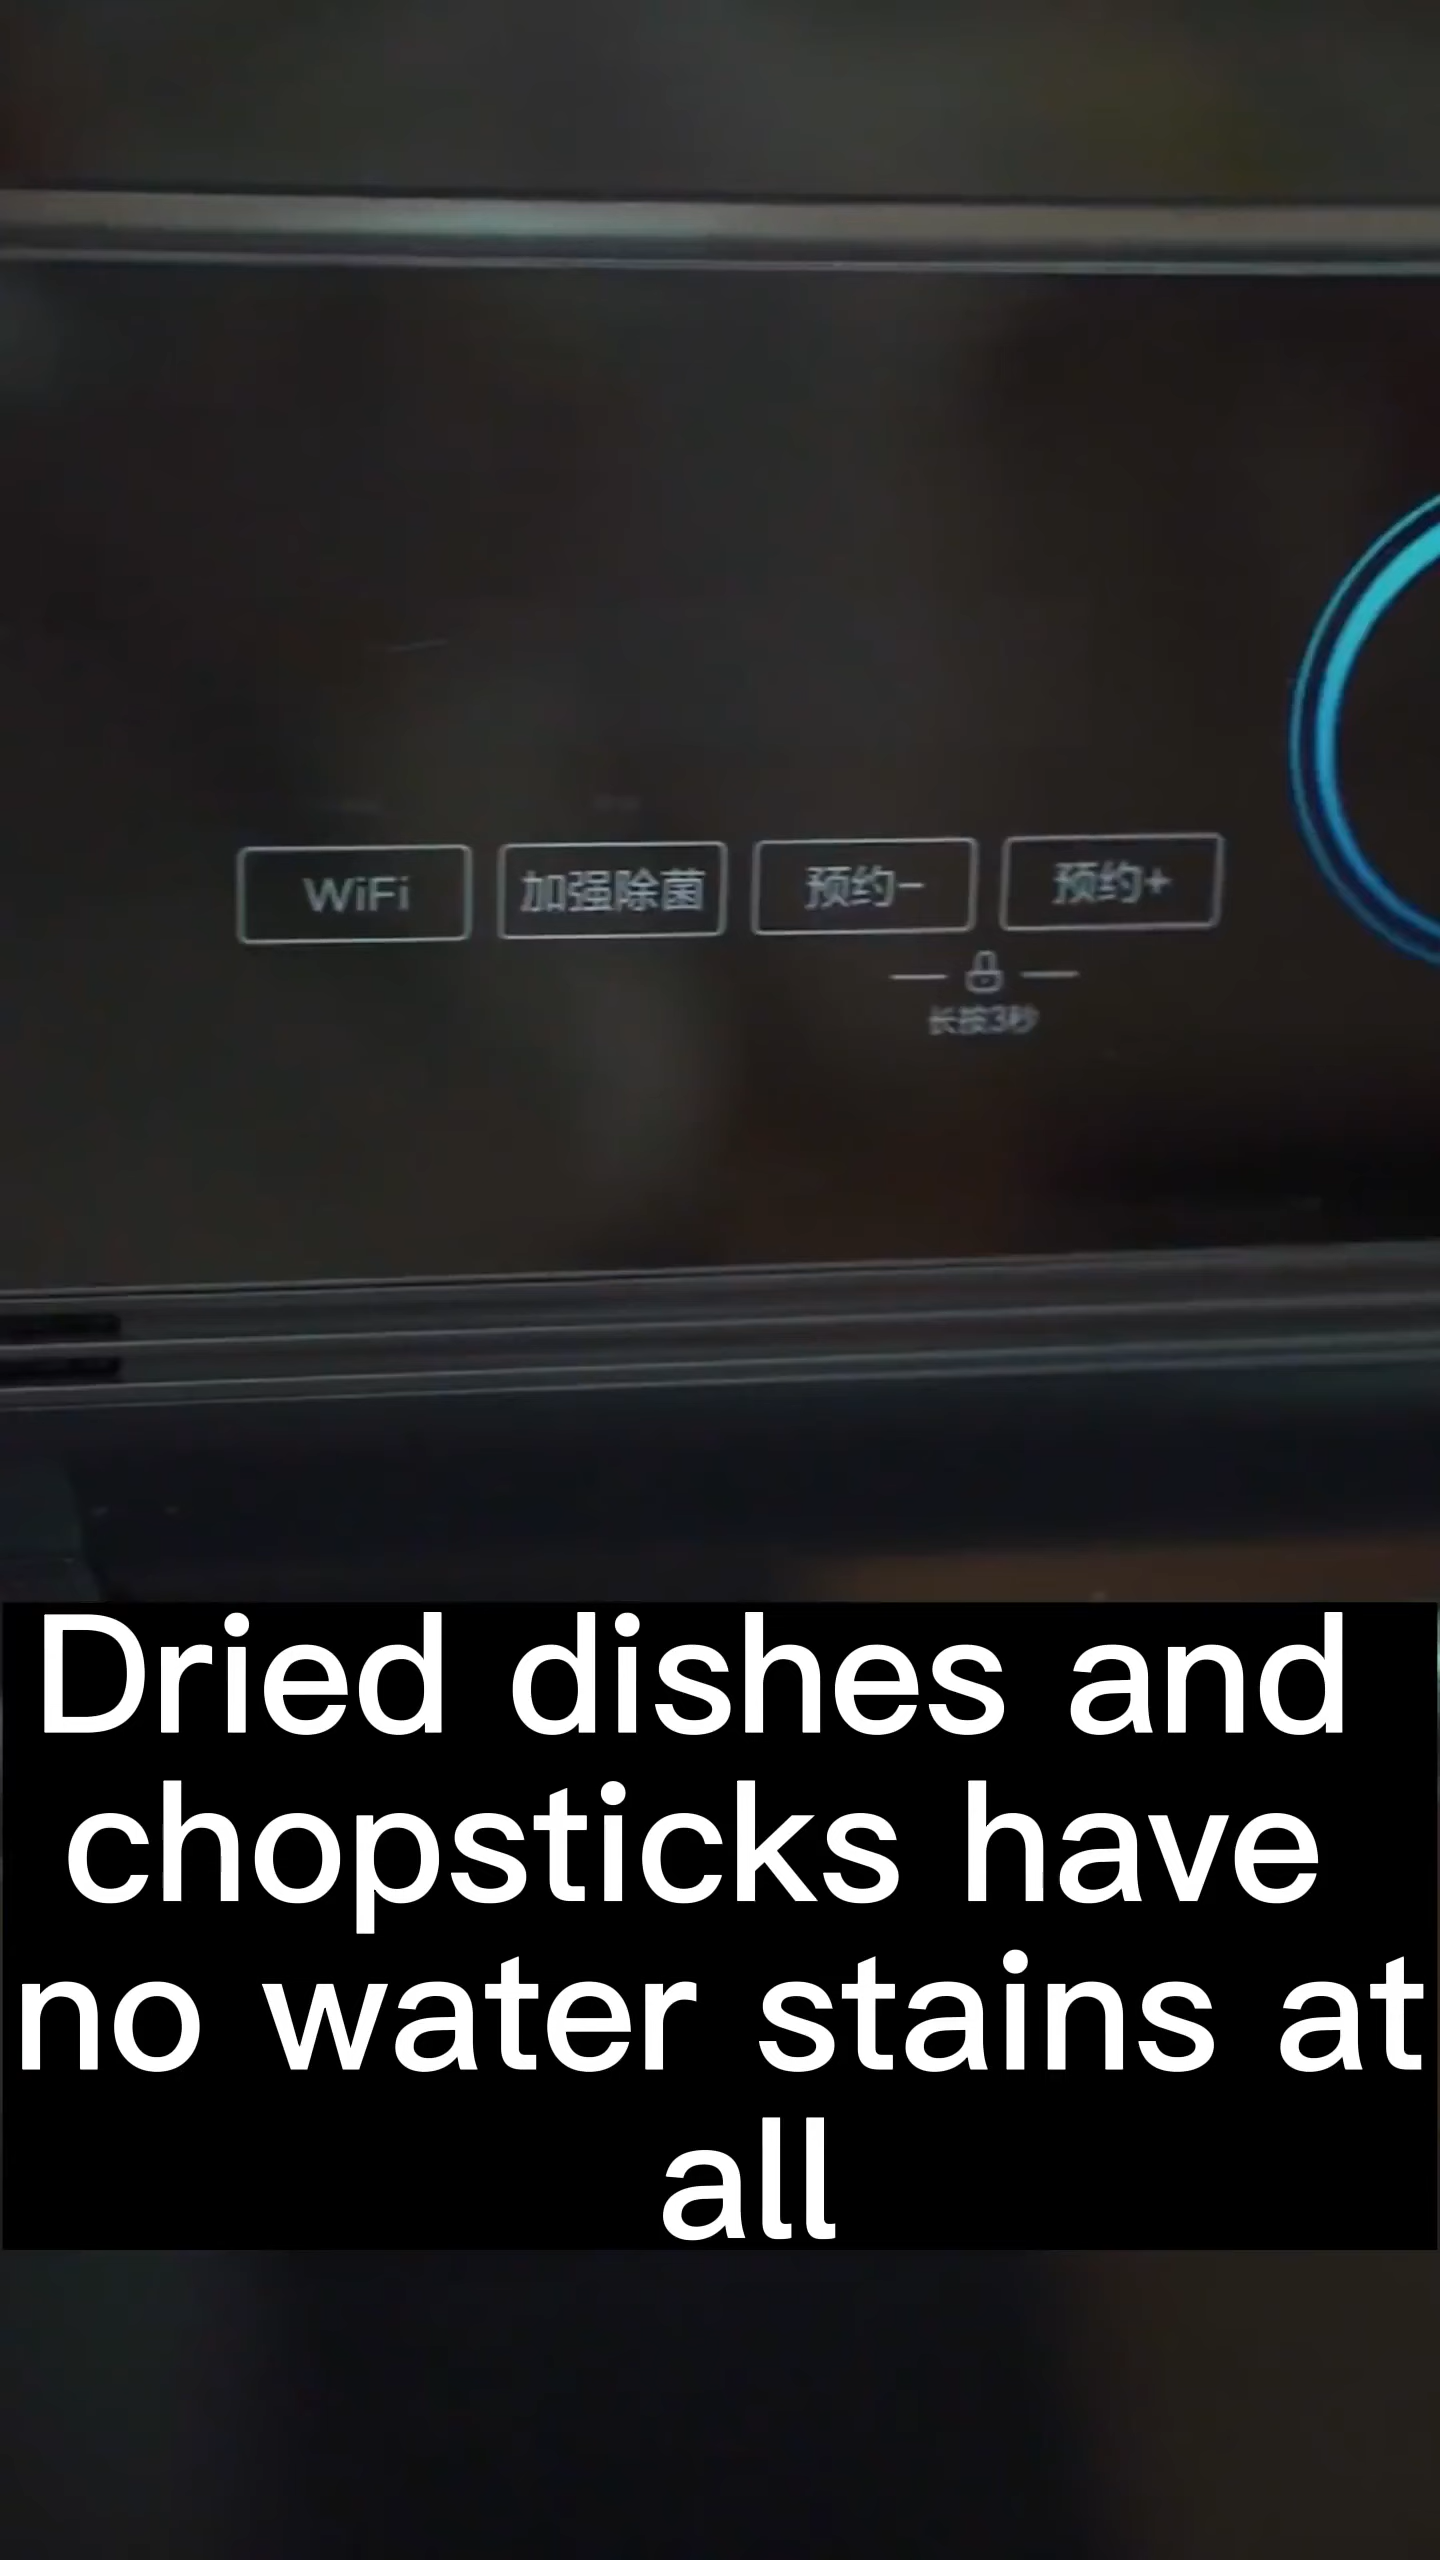 WiFi 加强除菌 预约- 预约+
长按3秒
Dried dishes and
chopsticks have
no water stains at
all